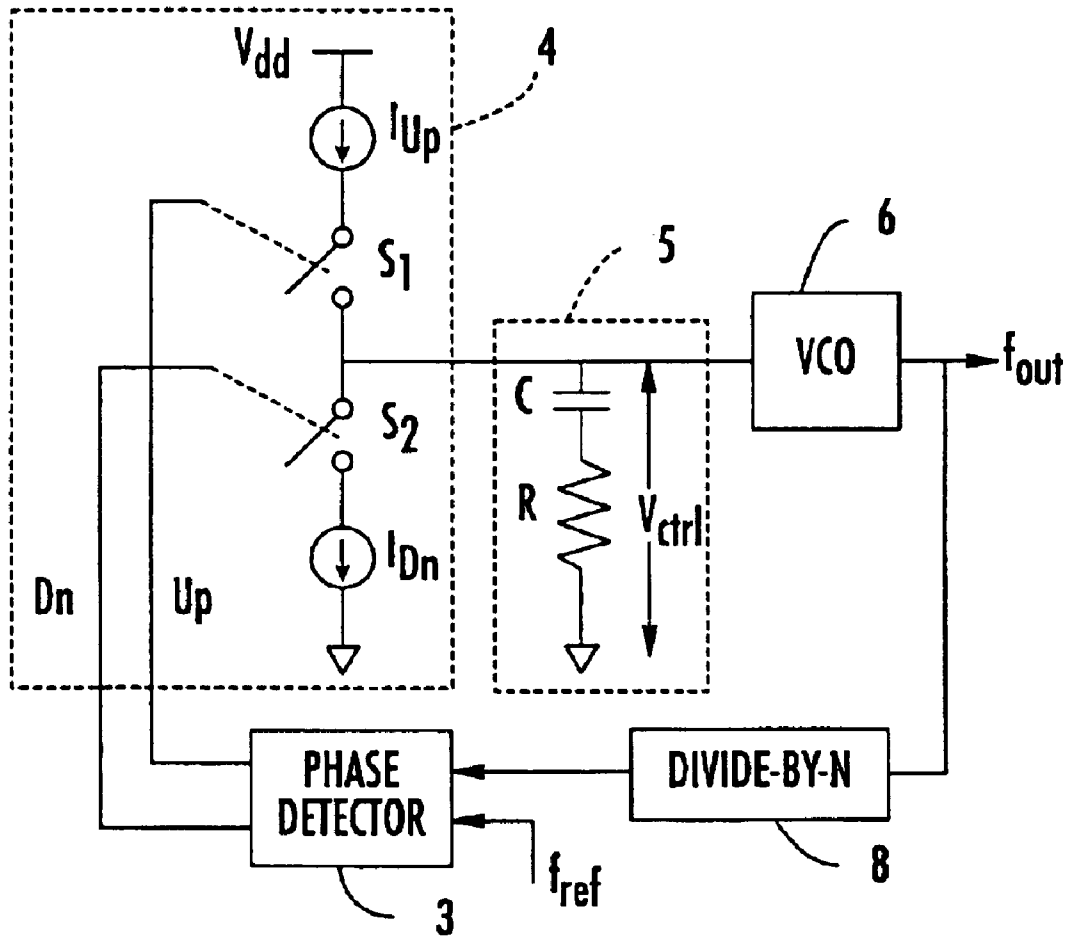 Vdd
4
IUp
S1
5
6
VCO
fout
C
S2
R
Vctrl
IDn
Dn
Up
PHASE
DETECTOR
DIVIDE-BY-N
fref
3
8